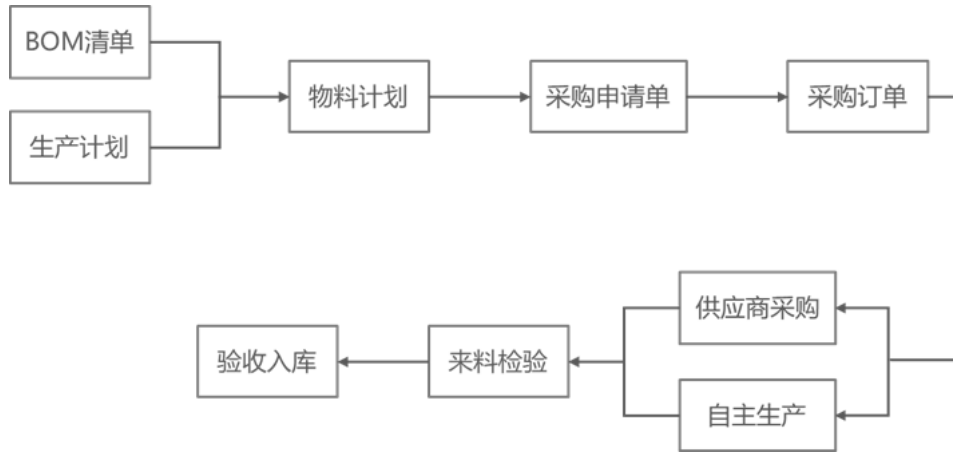 BOM清单
生产计划
物料计划
采购申请单
采购订单
供应商采购
自主生产
来料检验
验收入库